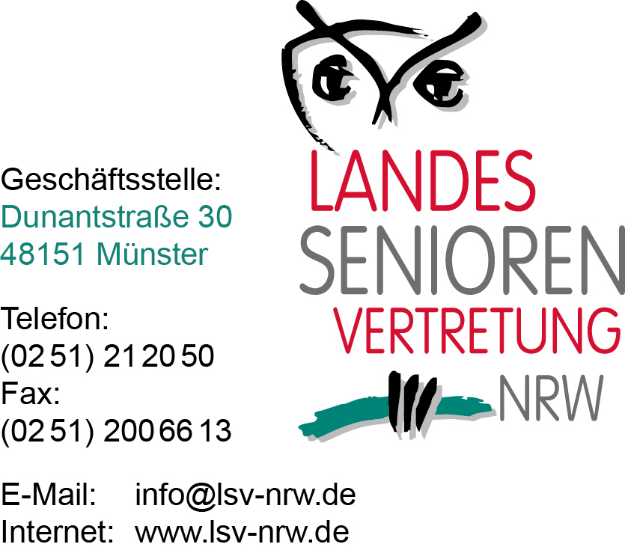 Geschäftsstelle:
Dunantstraße 30
48151 Münster
Telefon:
(02 51) 21 20 50
Fax:
(02 51) 200 66 13
E-Mail: info@lsv-nrw.de
Internet: www.lsv-nrw.de
LANDES
SENIOREN
VERTRETUNG
NRW